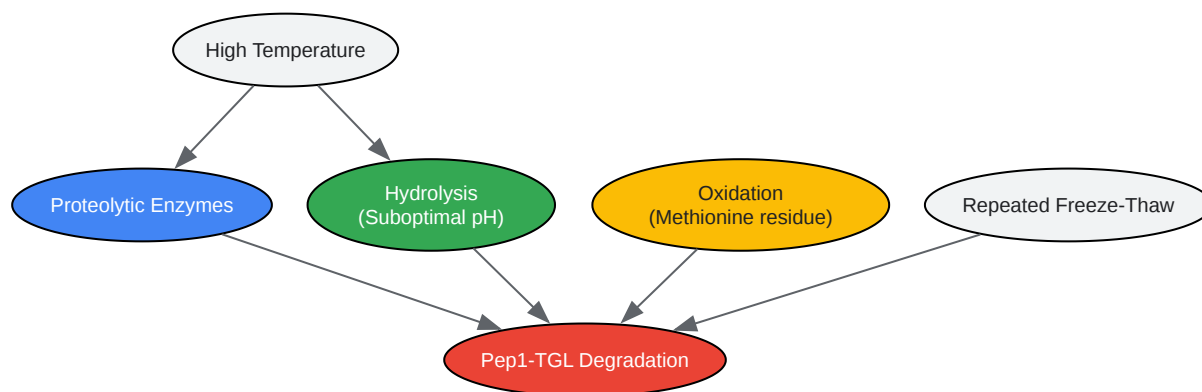 High Temperature
Proteolytic Enzymes
Hydrolysis
(Suboptimal pH)
Oxidation
(Methionine residue)
Repeated Freeze-Thaw
Pep1-TGL Degradation